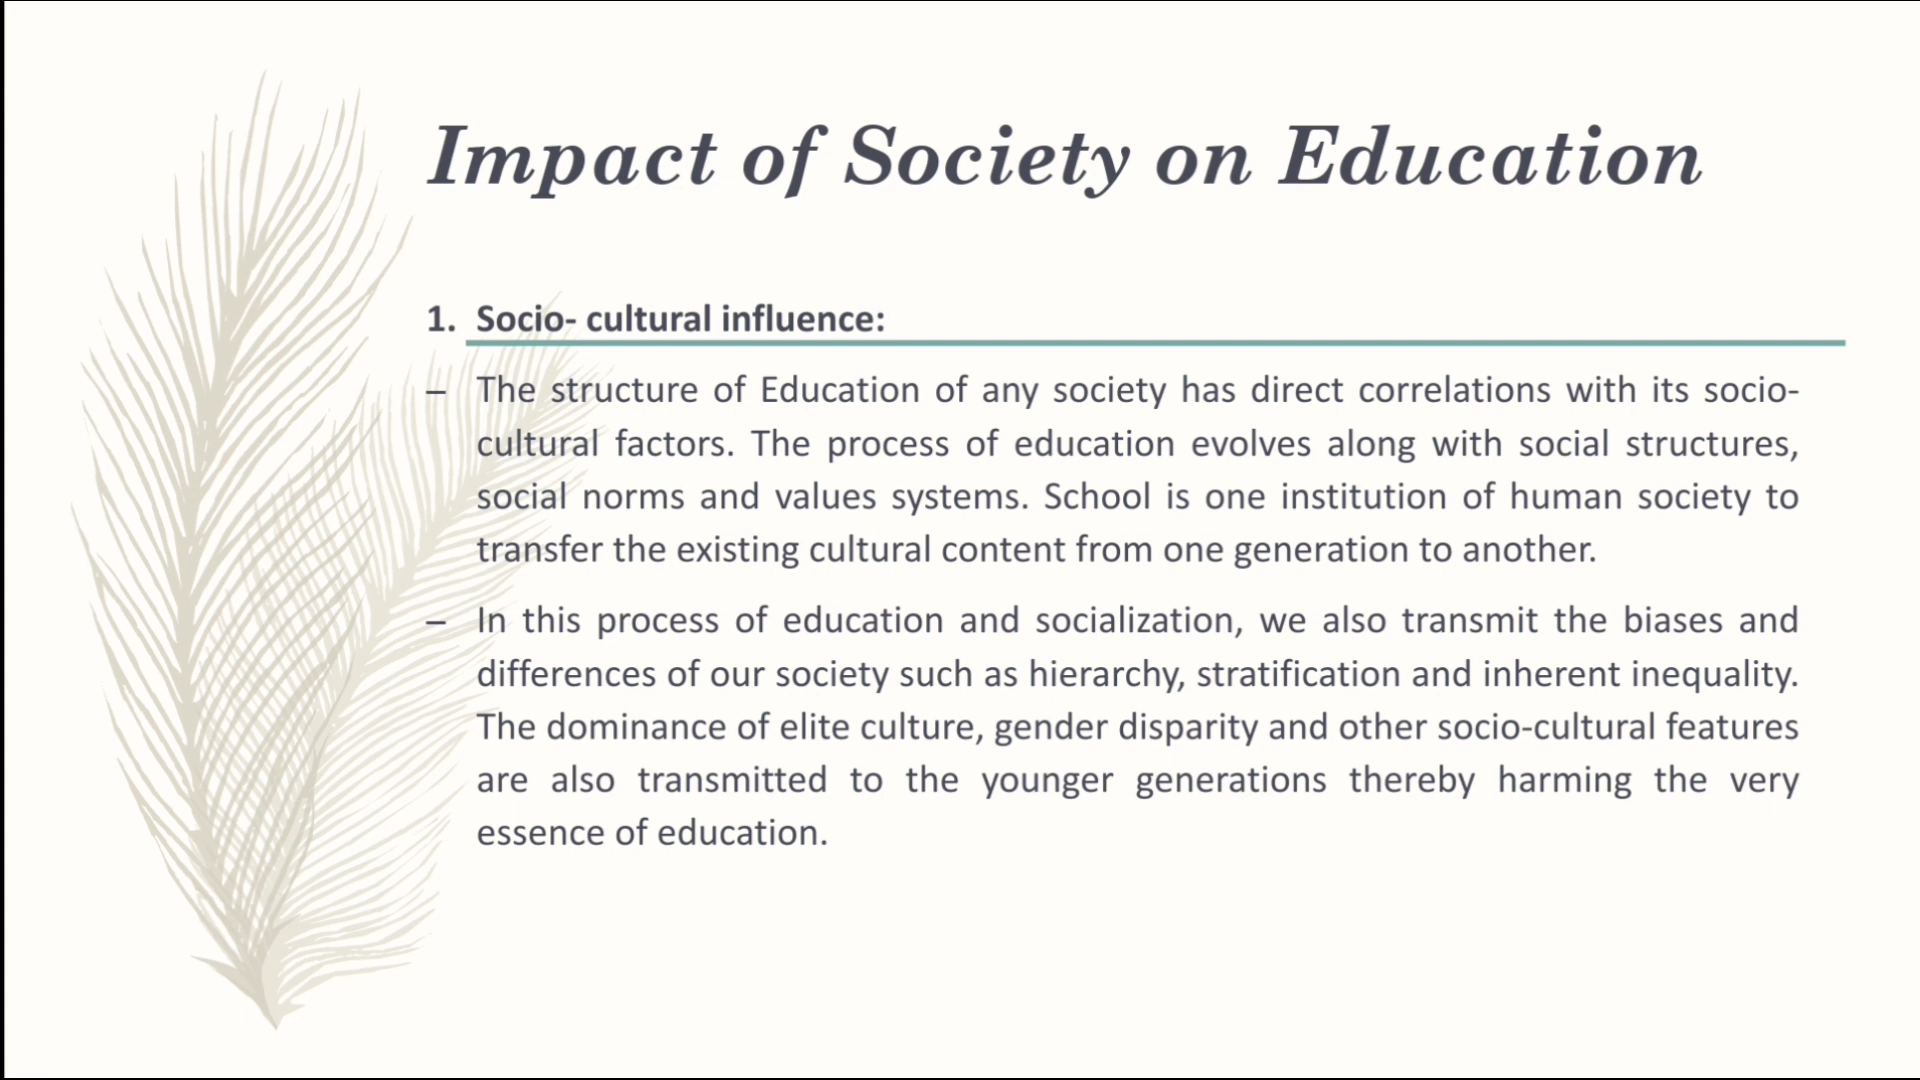 Impact of Society on Education
1. Socio- cultural influence:
– The structure of Education of any society has direct correlations with its socio-
cultural factors. The process of education evolves along with social structures,
social norms and values systems. School is one institution of human society to
transfer the existing cultural content from one generation to another.
– In this process of education and socialization, we also transmit the biases and
differences of our society such as hierarchy, stratification and inherent inequality.
The dominance of elite culture, gender disparity and other socio-cultural features
are also transmitted to the younger generations thereby harming the very
essence of education.